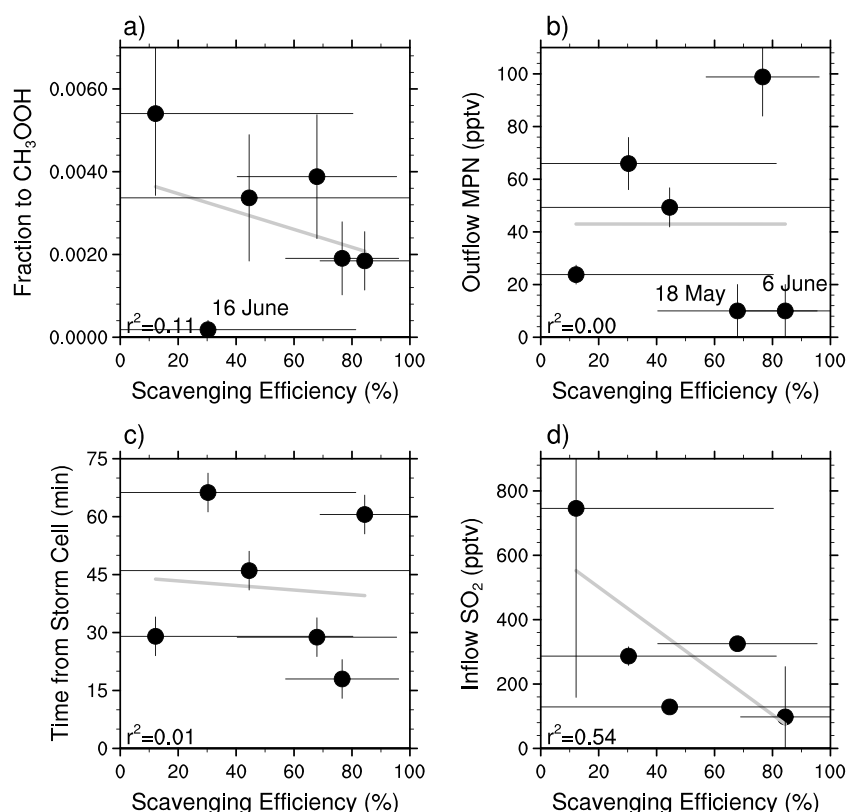 a)
Fraction to CH₃OOH
0.0060
0.0040
0.0020
0.0000
16 June
r²=0.11
0 20 40 60 80 100
Scavenging Efficiency (%)
b)
Outflow MPN (pptv)
100
80
60
40
20
0
18 May
6 June
r²=0.00
0 20 40 60 80 100
Scavenging Efficiency (%)
c)
Time from Storm Cell (min)
75
60
45
30
15
0
r²=0.01
0 20 40 60 80 100
Scavenging Efficiency (%)
d)
Inflow SO₂ (pptv)
800
600
400
200
0
r²=0.54
0 20 40 60 80 100
Scavenging Efficiency (%)